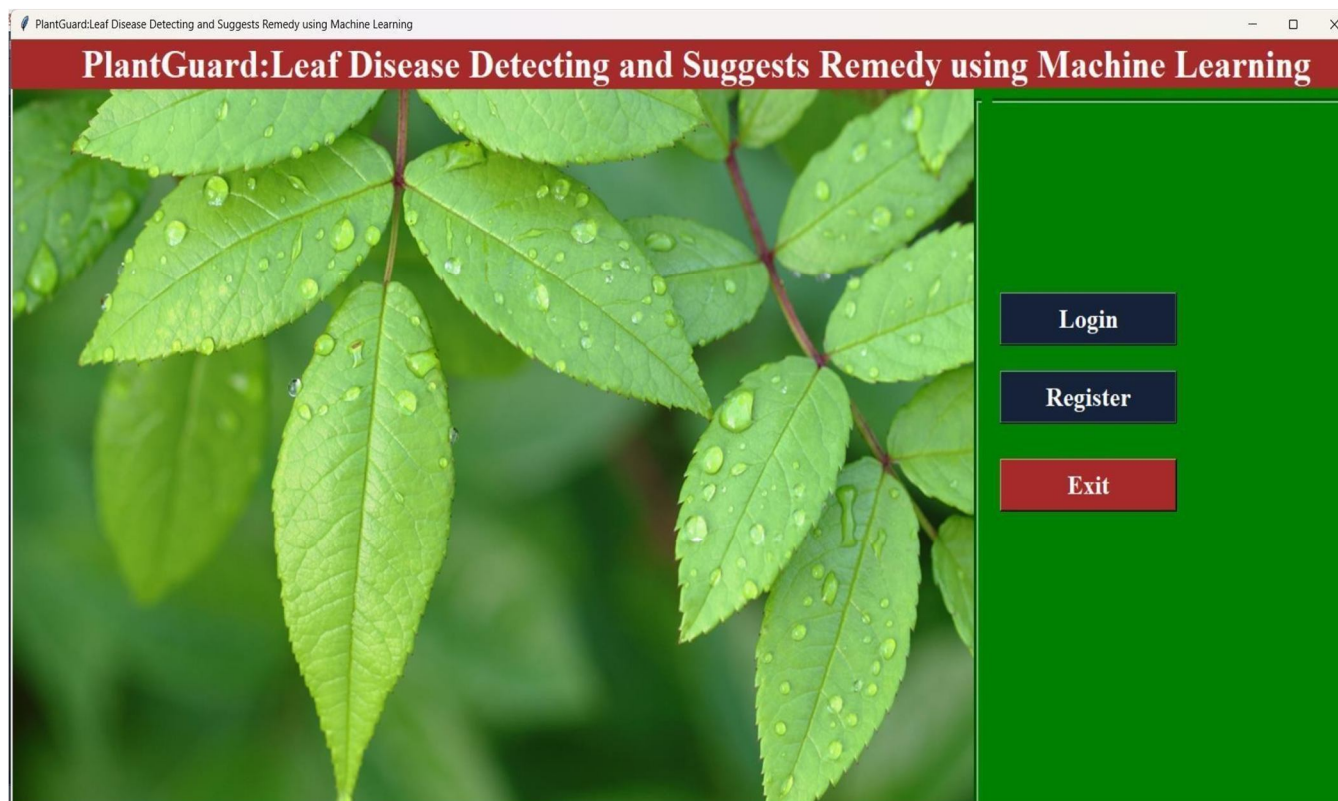 PlantGuard:Leaf Disease Detecting and Suggests Remedy using Machine Learning
PlantGuard:Leaf Disease Detecting and Suggests Remedy using Machine Learning
Login
Register
Exit